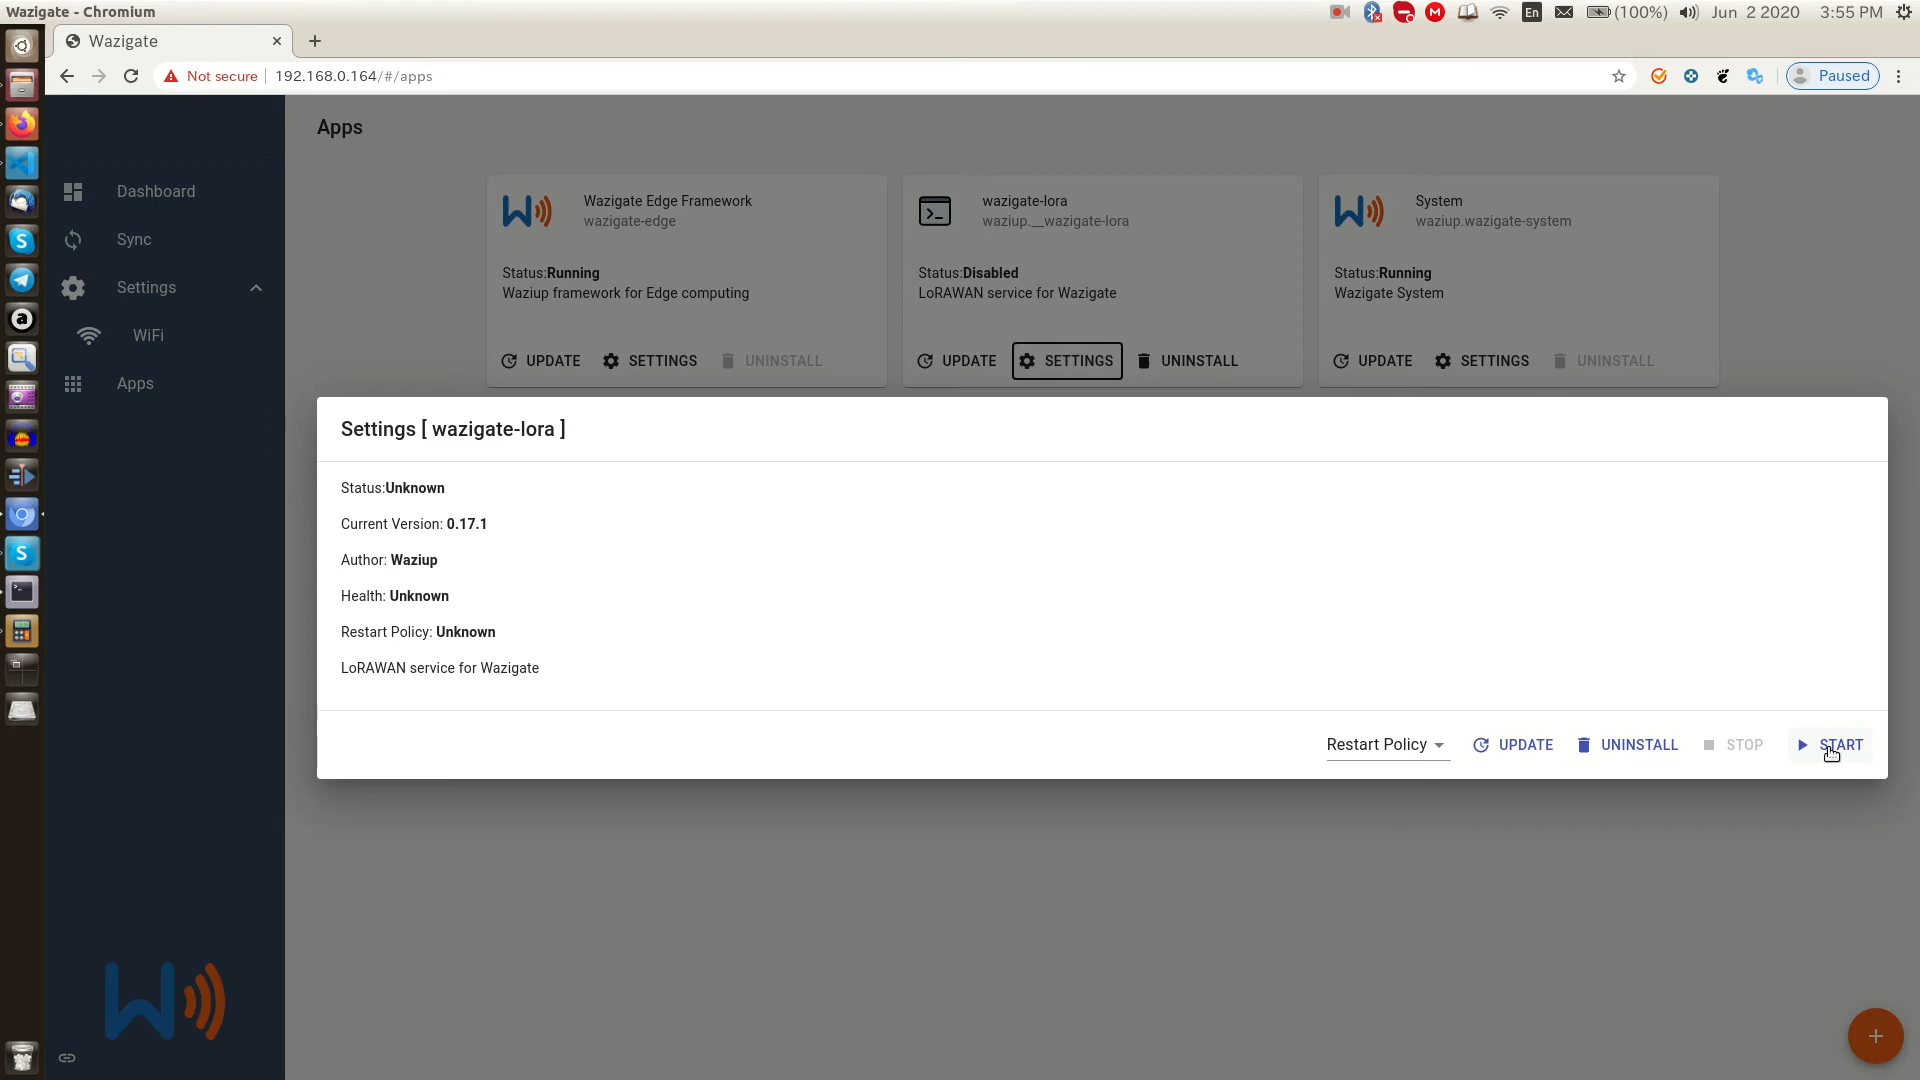 Wazigate - Chromium
En
(100%)
Jun 2 2020
3:55 PM
Wazigate
Not secure
192.168.0.164/#/apps
Paused
Dashboard
Sync
Settings
WiFi
Apps
Apps
Wazigate Edge Framework
wazigate-edge
Status:Running
Waziup framework for Edge computing
UPDATE SETTINGS UNINSTALL
wazigate-lora
waziup.__wazigate-lora
Status:Disabled
LoRAWAN service for Wazigate
UPDATE SETTINGS UNINSTALL
System
waziup.wazigate-system
Status:Running
Wazigate System
UPDATE SETTINGS UNINSTALL
Settings [ wazigate-lora ]
Status:Unknown
Current Version: 0.17.1
Author: Waziup
Health: Unknown
Restart Policy: Unknown
LoRAWAN service for Wazigate
Restart Policy UPDATE UNINSTALL STOP START